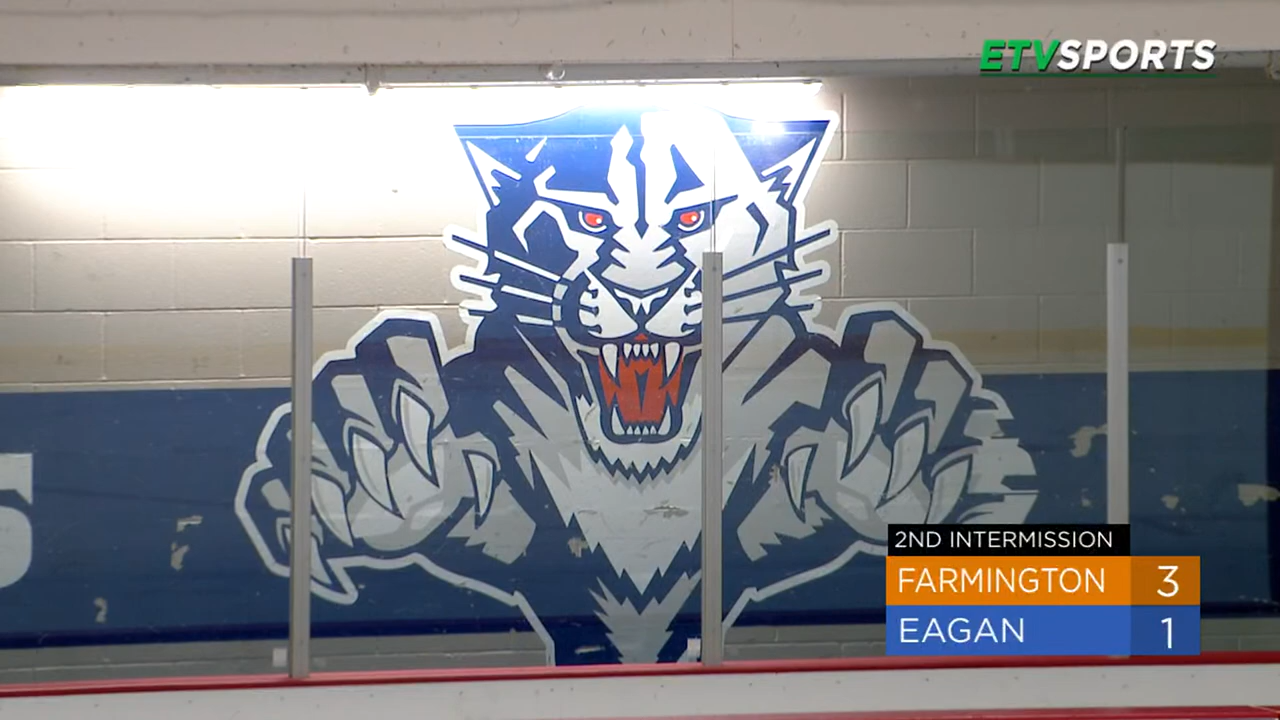 ETVSPORTS
2ND INTERMISSION
FARMINGTON 3
EAGAN 1